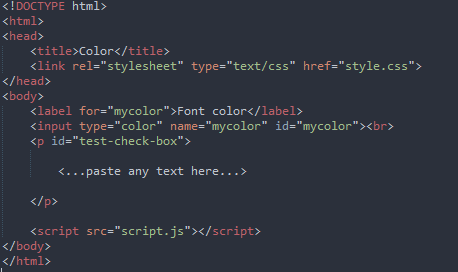 <!DOCTYPE html>
<html>
<head>
    <title>Color</title>
    <link rel="stylesheet" type="text/css" href="style.css">
</head>
<body>
    <label for="mycolor">Font color</label>
    <input type="color" name="mycolor" id="mycolor"><br>
    <p id="test-check-box">
        <...paste any text here...>
    </p>
    <script src="script.js"></script>
</body>
</html>